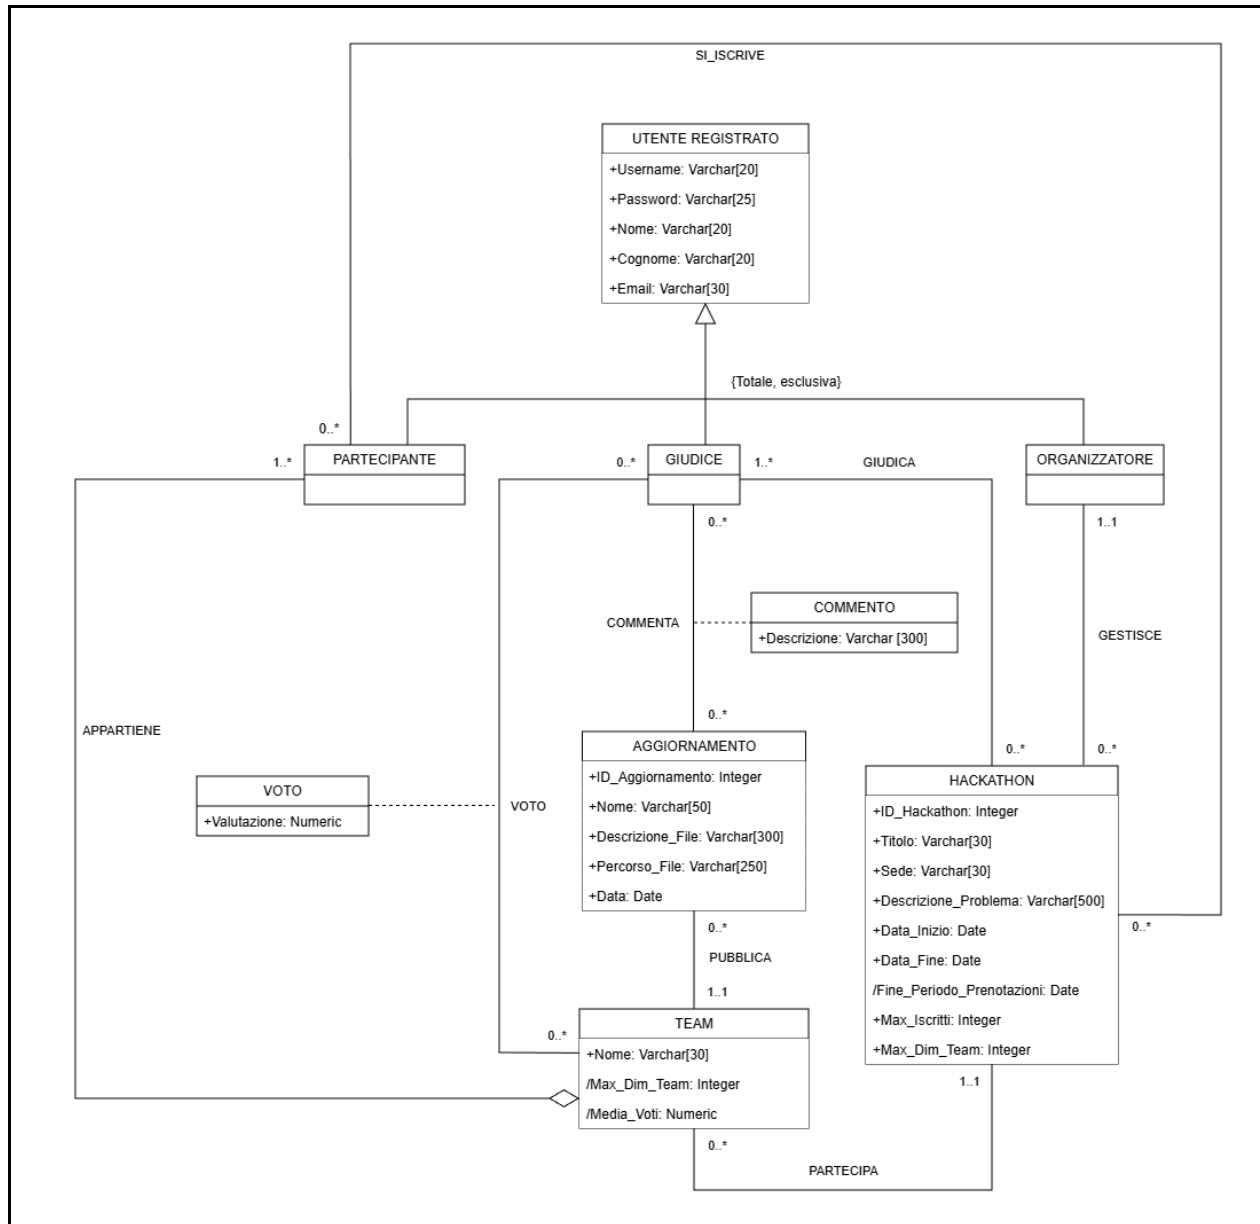 SI_ISCRIVE
UTENTE REGISTRATO
+Username: Varchar[20]
+Password: Varchar[25]
+Nome: Varchar[20]
+Cognome: Varchar[20]
+Email: Varchar[30]
{Totale, esclusiva}
0..*
1..*
PARTECIPANTE
0..*
GIUDICE
1..*
GIUDICA
ORGANIZZATORE
0..*
1..1
COMMENTA
COMMENTO
+Descrizione: Varchar [300]
GESTISCE
APPARTIENE
0..*
AGGIORNAMENTO
+ID_Aggiornamento: Integer
+Nome: Varchar[50]
+Descrizione_File: Varchar[300]
+Percorso_File: Varchar[250]
+Data: Date
0..*
0..*
HACKATHON
+ID_Hackathon: Integer
+Titolo: Varchar[30]
+Sede: Varchar[30]
+Descrizione_Problema: Varchar[500]
+Data_Inizio: Date
+Data_Fine: Date
/Fine_Periodo_Prenotazioni: Date
+Max_Iscritti: Integer
+Max_Dim_Team: Integer
0..*
VOTO
+Valutazione: Numeric
VOTO
0..*
PUBBLICA
1..1
0..*
TEAM
+Nome: Varchar[30]
/Max_Dim_Team: Integer
/Media_Voti: Numeric
1..1
0..*
PARTECIPA